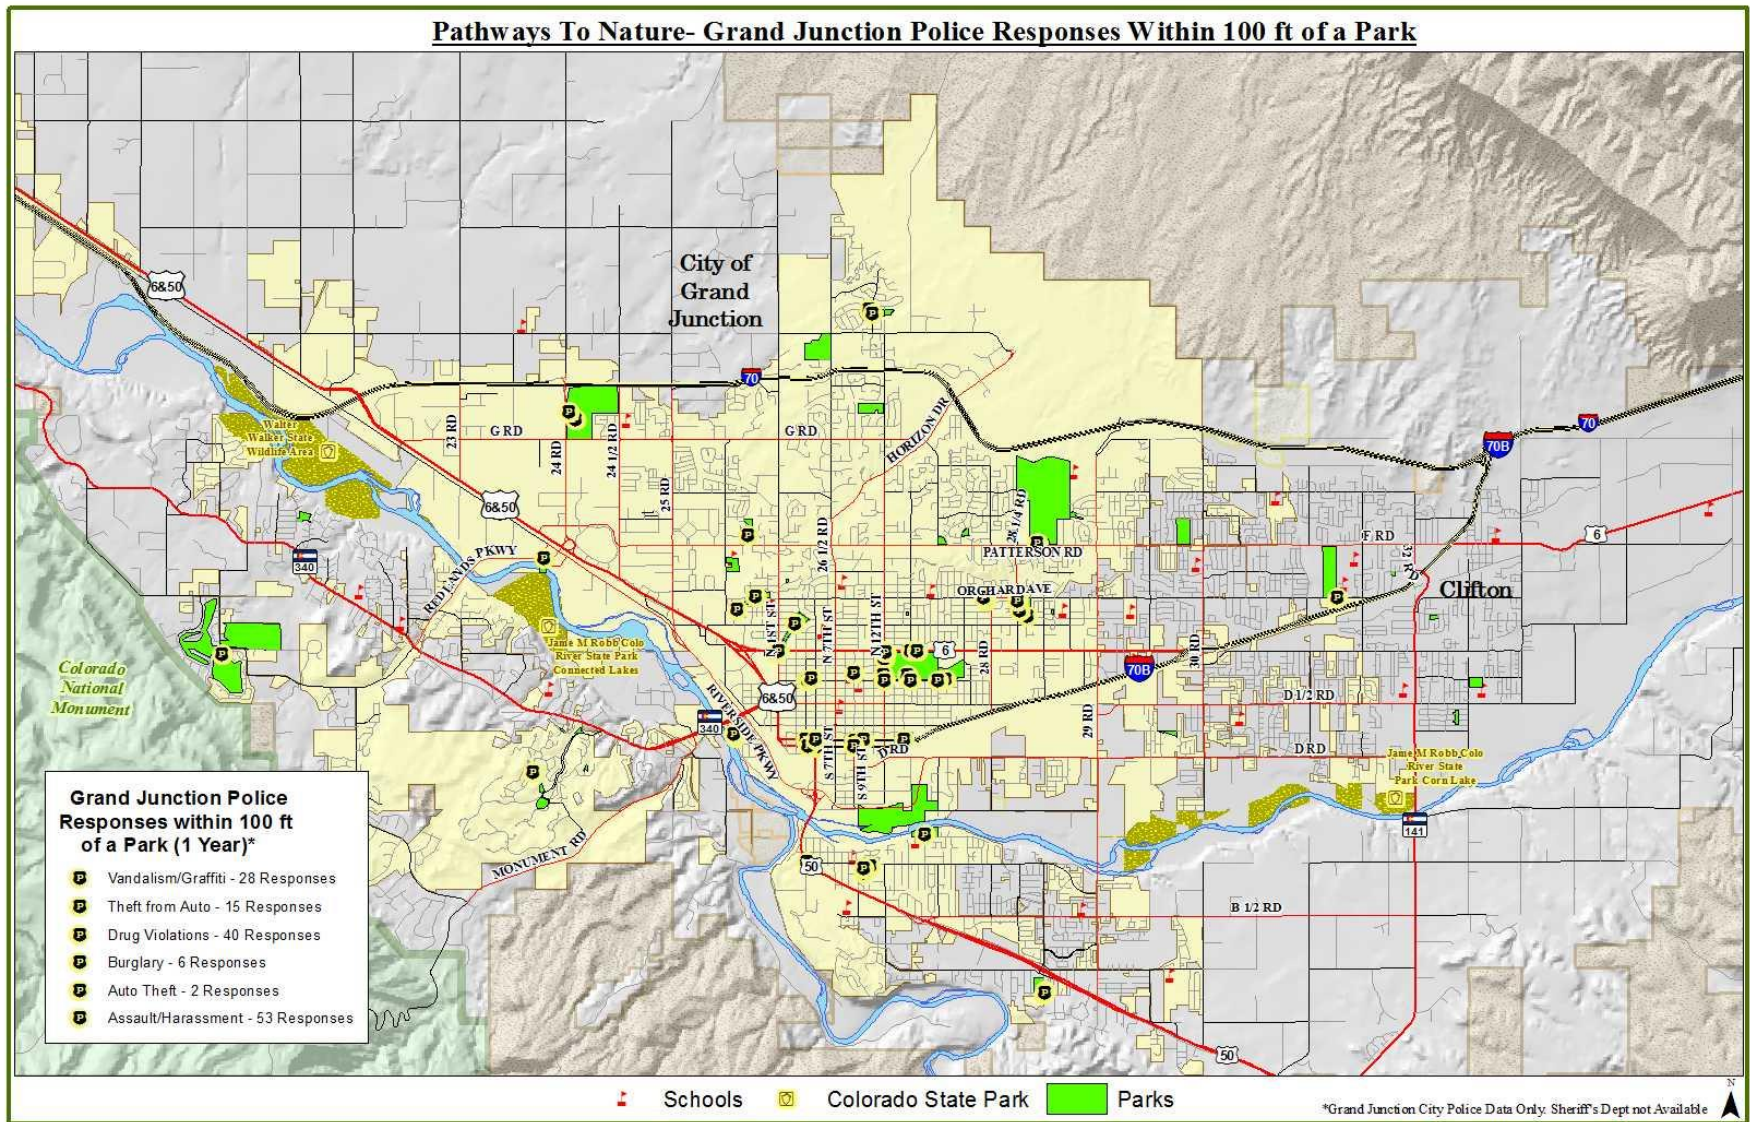 Pathways To Nature- Grand Junction Police Responses Within 100 ft of a Park
City of
Grand
Junction
6&50
70
23 RD
G RD
24 RD
24 1/2 RD
25 RD
G RD
HORIZON DR
70
70B
Walter
Walker State
Wildlife Area
6&50
26 1/2 RD
28 1/4 RD
PATTERSON RD
F RD
32 RD
6
340
REDLANDS PKWY
ORCHARD AVE
Clifton
N 1ST ST
N 7TH ST
N 12TH ST
6
28 RD
30 RD
70B
Jame M Robb Colo
River State Park
Connected Lakes
Colorado
National
Monument
6&50
340
RIVERSIDE PKWY
S 7TH ST
S 9TH ST
D RD
29 RD
D 1/2 RD
D RD
Jame M Robb Colo
River State
Park Corn Lake
141
MONUMENT RD
50
B 1/2 RD
50
Grand Junction Police
Responses within 100 ft
of a Park (1 Year)*
Vandalism/Graffiti - 28 Responses
Theft from Auto - 15 Responses
Drug Violations - 40 Responses
Burglary - 6 Responses
Auto Theft - 2 Responses
Assault/Harassment - 53 Responses
Schools
Colorado State Park
Parks
*Grand Junction City Police Data Only. Sheriff's Dept not Available
N